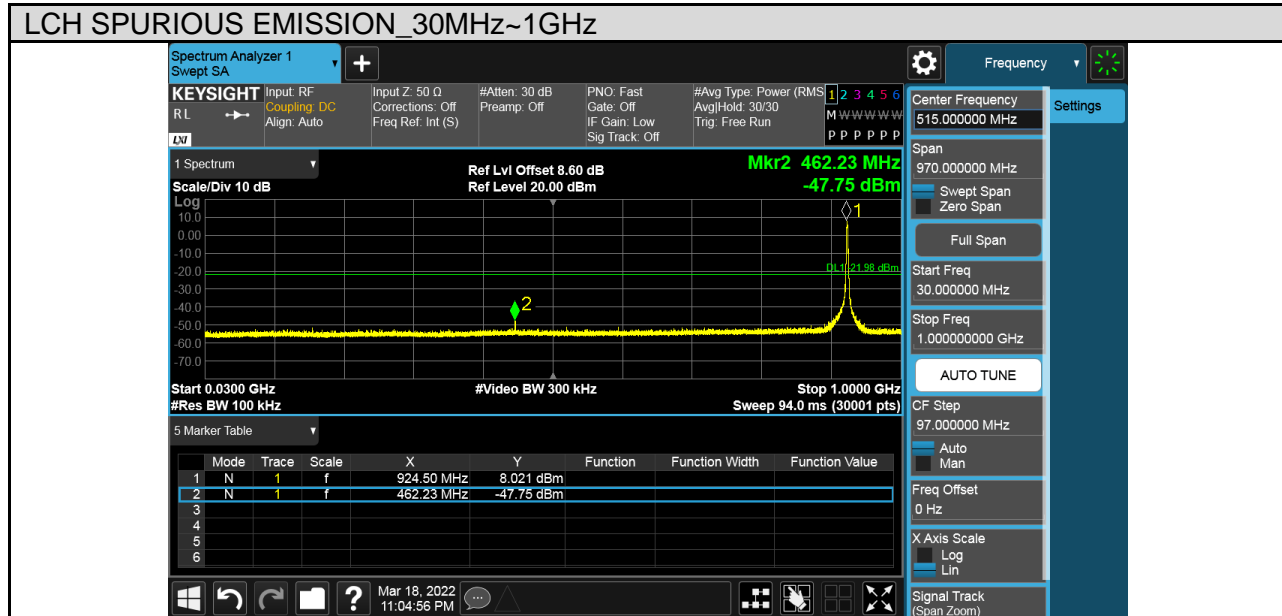 LCH SPURIOUS EMISSION_30MHz~1GHz
Spectrum Analyzer 1
Swept SA
Frequency
KEYSIGHT
R L
LXI
Input: RF
Coupling: DC
Align: Auto
Input Z: 50 Ω
Corrections: Off
Freq Ref: Int (S)
#Atten: 30 dB
Preamp: Off
PNO: Fast
Gate: Off
IF Gain: Low
Sig Track: Off
#Avg Type: Power (RMS
Avg|Hold: 30/30
Trig: Free Run
1 2 3 4 5 6
M W W W W W
P P P P P P
Center Frequency
515.000000 MHz
Settings
1 Spectrum
Scale/Div 10 dB
Ref Lvl Offset 8.60 dB
Ref Level 20.00 dBm
Mkr2 462.23 MHz
-47.75 dBm
Span
970.000000 MHz
Swept Span
Zero Span
Full Span
Log
10.0
0.00
-10.0
-20.0
-30.0
-40.0
-50.0
-60.0
-70.0
1
2
DL1 -21.98 dBm
Start Freq
30.000000 MHz
Stop Freq
1.000000000 GHz
AUTO TUNE
Start 0.0300 GHz
#Res BW 100 kHz
#Video BW 300 kHz
Stop 1.0000 GHz
Sweep 94.0 ms (30001 pts)
CF Step
97.000000 MHz
Auto
Man
5 Marker Table
Mode Trace Scale X Y Function Function Width Function Value
1 N 1 f 924.50 MHz 8.021 dBm
2 N 1 f 462.23 MHz -47.75 dBm
3
4
5
6
Freq Offset
0 Hz
X Axis Scale
Log
Lin
Signal Track
(Span Zoom)
?
Mar 18, 2022
11:04:56 PM